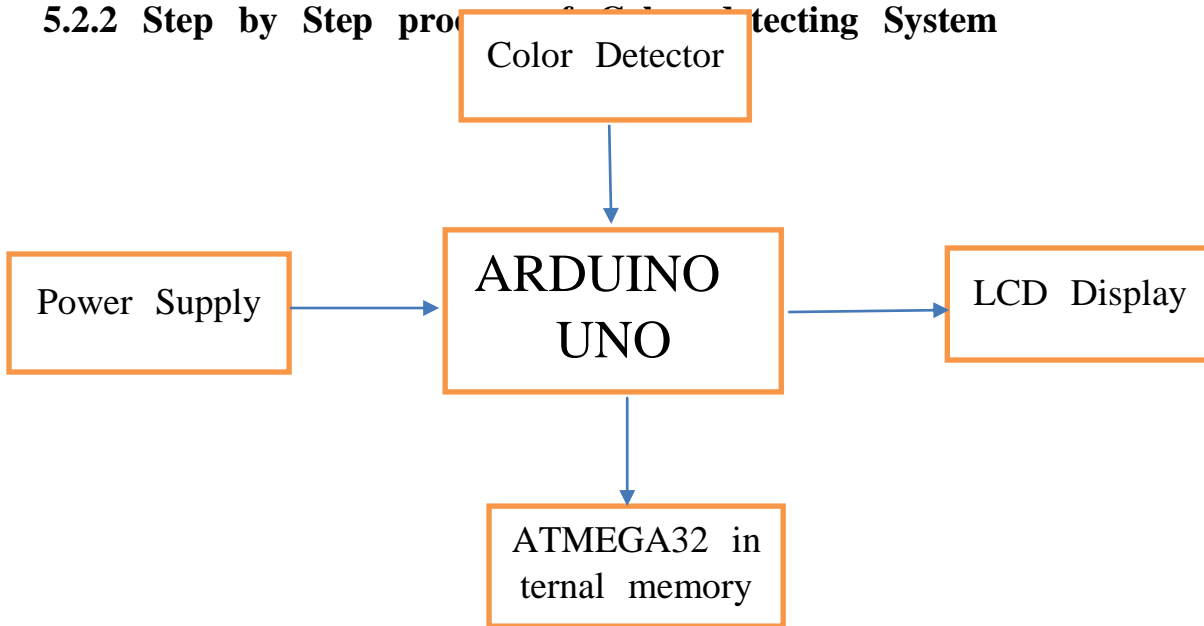 5.2.2 Step by Step System
Color Detector
ARDUINO
UNO
Power Supply
LCD Display
ATMEGA32 in
ternal memory